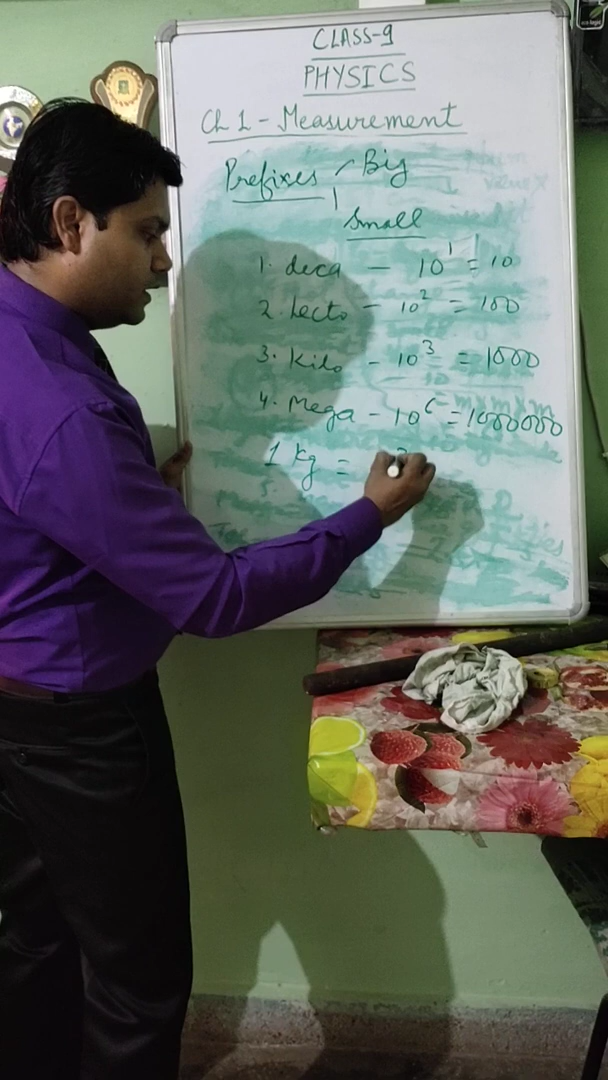 CLASS-9
PHYSICS
Ch 1 - Measurement
Prefixes - Big
Small
1. deca - 10¹ = 10
2. hecto - 10² = 100
3. Kilo - 10³ = 1000
4. Mega - 10⁶ = 1000000
1 kg =